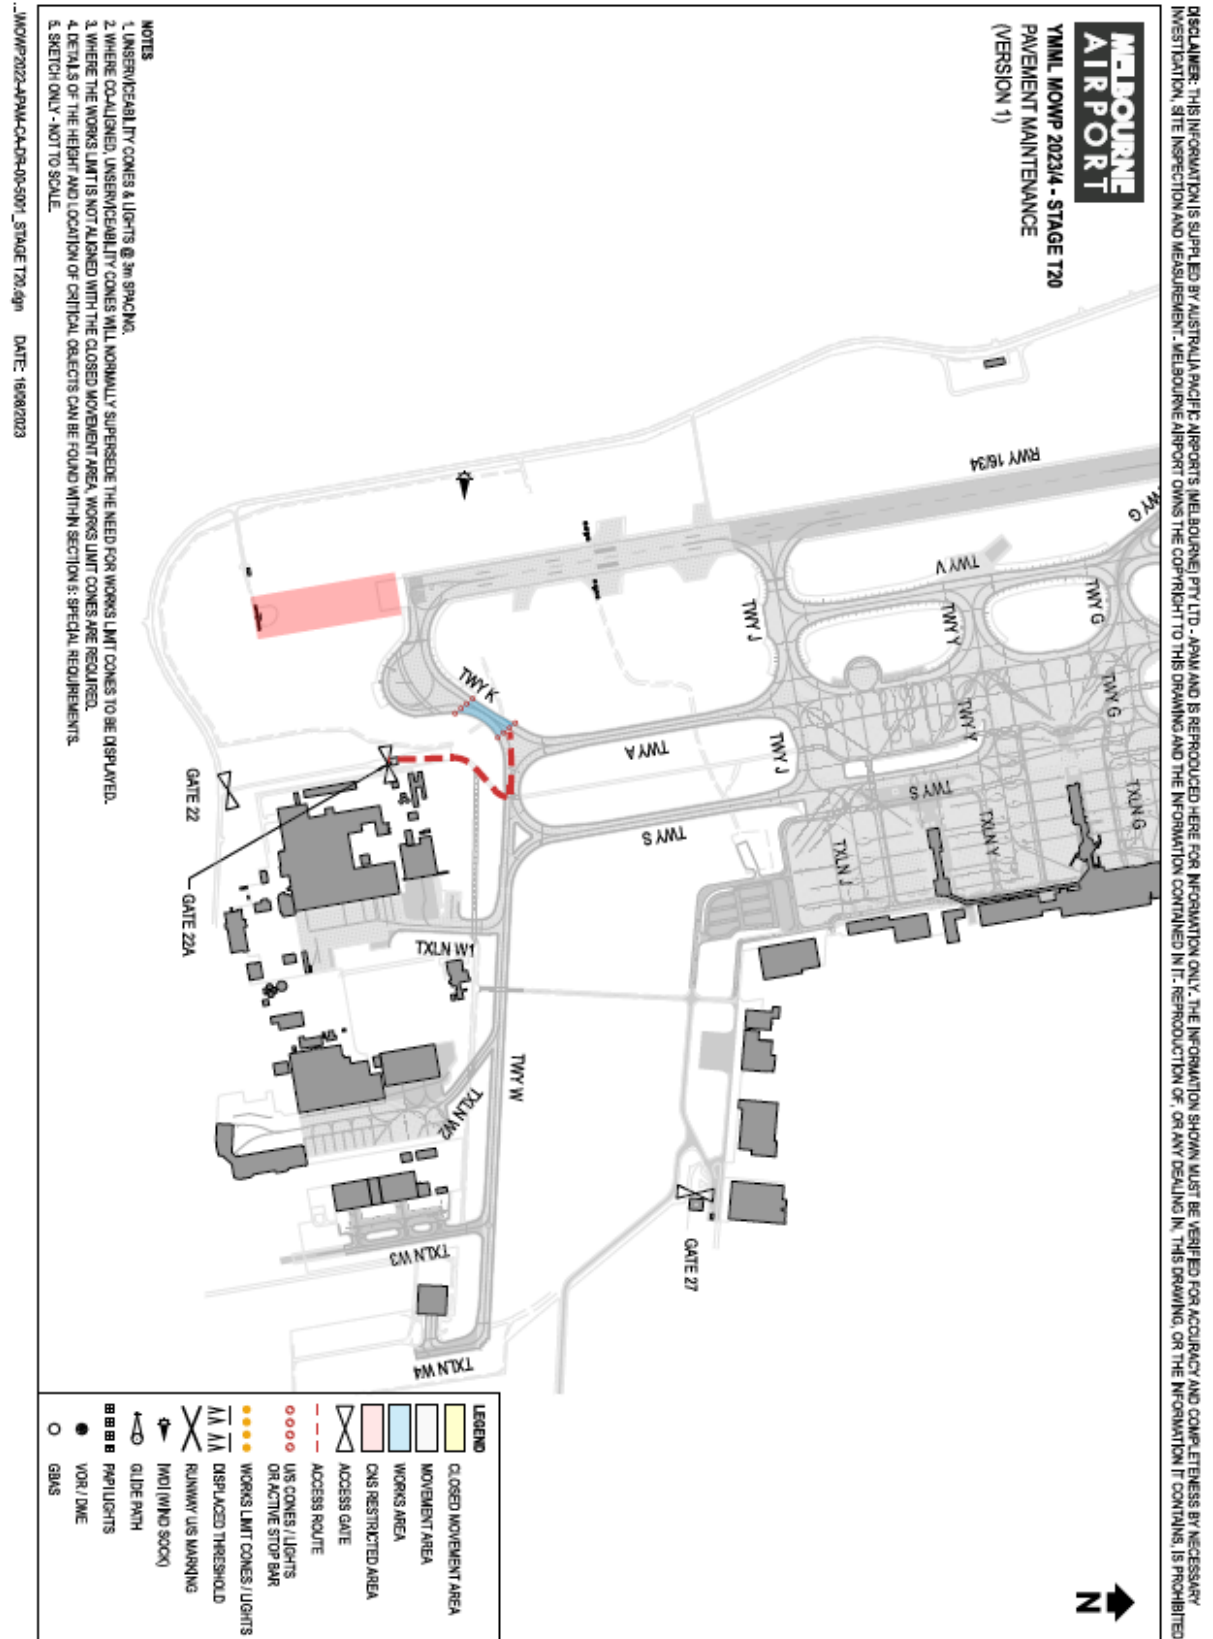 DISCLAIMER: THIS INFORMATION IS SUPPLIED BY AUSTRALIA PACIFIC AIRPORTS (MELBOURNE) PTY LTD - APAM AND IS REPRODUCED HERE FOR INFORMATION ONLY. THE INFORMATION SHOWN MUST BE VERIFIED FOR ACCURACY AND COMPLETENESS BY NECESSARY
INVESTIGATION, SITE INSPECTION AND MEASUREMENT. MELBOURNE AIRPORT OWNS THE COPYRIGHT TO THIS DRAWING AND THE INFORMATION CONTAINED IN IT. REPRODUCTION OF, OR ANY DEALING IN, THIS DRAWING, OR THE INFORMATION IT CONTAINS, IS PROHIBITED
MELBOURNE
AIRPORT
YMML MOWP 2023/4 - STAGE T20
PAVEMENT MAINTENANCE
(VERSION 1)
N
RWY 16/34
TWY G
TWY V
TWY G
TWY Y
TWY J
TWY G
TWY Y
TWY J
TWY A
TWY K
TXLN G
TWY S
TXLN Y
TXLN J
TWY S
GATE 22
GATE 22A
TXLN W1
TWY W
TXLN W2
GATE 27
TXLN W3
TXLN W4
NOTES
1. UNSERVICEABILITY CONES & LIGHTS @ 3m SPACING.
2. WHERE CO-ALIGNED, UNSERVICEABILITY CONES WILL NORMALLY SUPERSEDE THE NEED FOR WORKS LIMIT CONES TO BE DISPLAYED.
3. WHERE THE WORKS LIMIT IS NOT ALIGNED WITH THE CLOSED MOVEMENT AREA, WORKS LIMIT CONES ARE REQUIRED.
4. DETAILS OF THE HEIGHT AND LOCATION OF CRITICAL OBJECTS CAN BE FOUND WITHIN SECTION 5: SPECIAL REQUIREMENTS.
5. SKETCH ONLY - NOT TO SCALE.
LEGEND
CLOSED MOVEMENT AREA
MOVEMENT AREA
WORKS AREA
CNS RESTRICTED AREA
ACCESS GATE
ACCESS ROUTE
U/S CONES / LIGHTS
OR ACTIVE STOP BAR
WORKS LIMIT CONES / LIGHTS
DISPLACED THRESHOLD
RUNWAY U/S MARKING
IWDI (WIND SOCK)
GLIDE PATH
PAPI LIGHTS
VOR / DME
GBAS
...\MOWP2022-APAM-CA-DR-00-5001_STAGE T20.dgn DATE: 16/08/2023